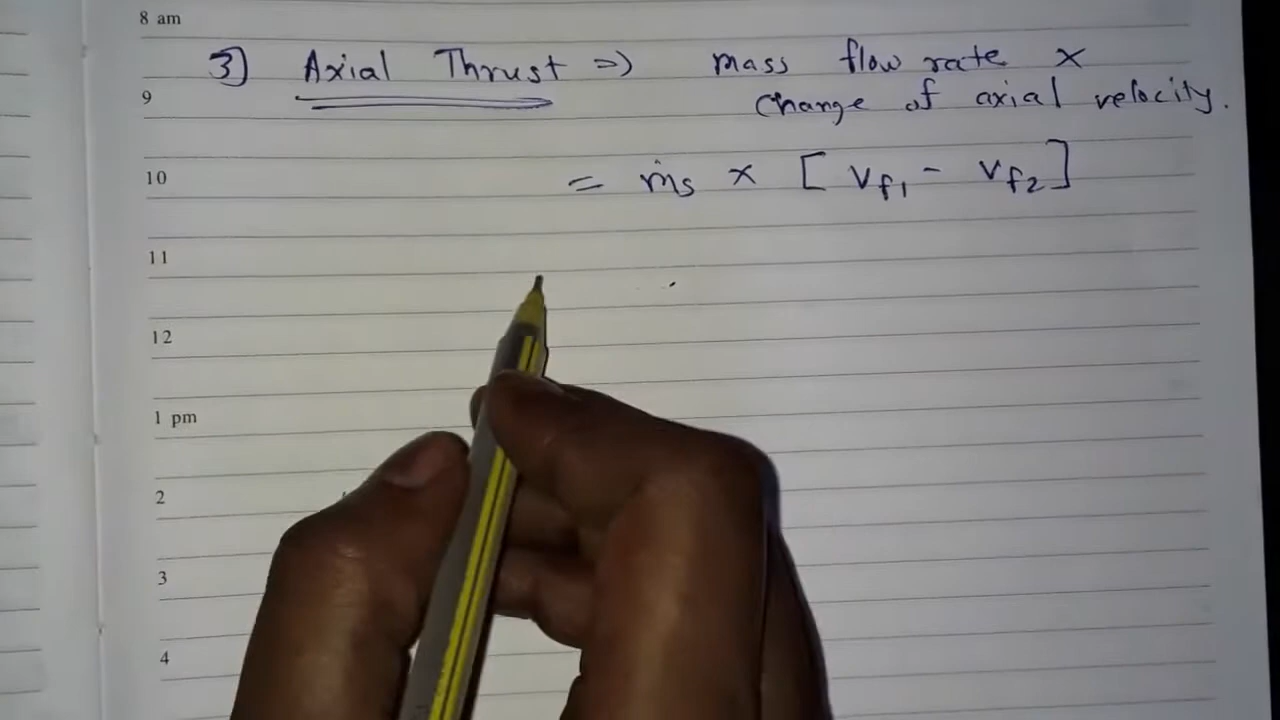 8 am
3] Axial Thrust ⇒ mass flow rate ×
9
change of axial velocity.
10
= ṁs × [Vf1 - Vf2]
11
12
1 pm
2
3
4